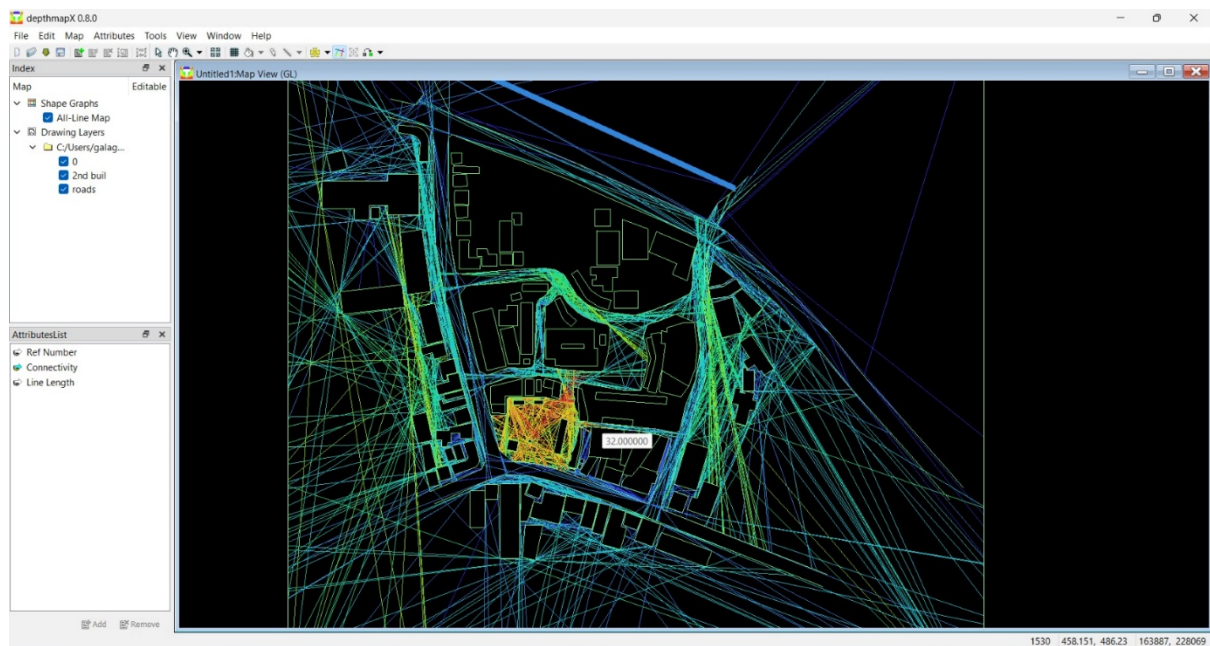 depthmapX 0.8.0
File Edit Map Attributes Tools View Window Help
Index
Untitled1:Map View (GL)
Map Editable
Shape Graphs
All-Line Map
Drawing Layers
C:/Users/galag...
0
2nd buil
roads
AttributesList
Ref Number
Connectivity
Line Length
32.000000
Add Remove
1530 458.151, 486.23 163887, 228069